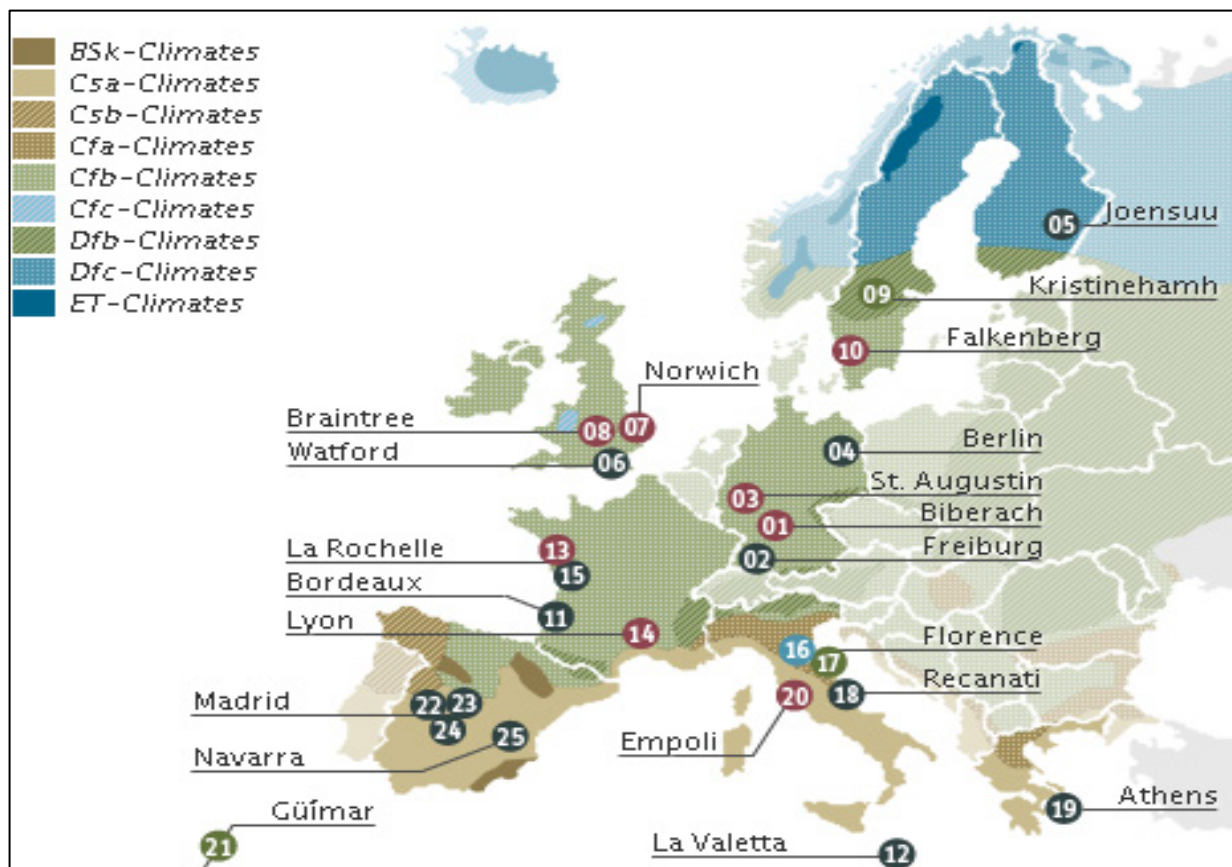 BSk-Climates
Csa-Climates
Csb-Climates
Cfa-Climates
Cfb-Climates
Cfc-Climates
Dfb-Climates
Dfc-Climates
ET-Climates
05 Joensuu
09 Kristinehamh
10 Falkenberg
Norwich
07
Braintree 08
Watford 06
04 Berlin
03 St. Augustin
01 Biberach
02 Freiburg
La Rochelle 13
15
Bordeaux 11
Lyon 14
16 Florence
17
18 Recanati
20
Empoli
Madrid 22 23
24
Navarra 25
Güímar
21
19 Athens
La Valetta 12